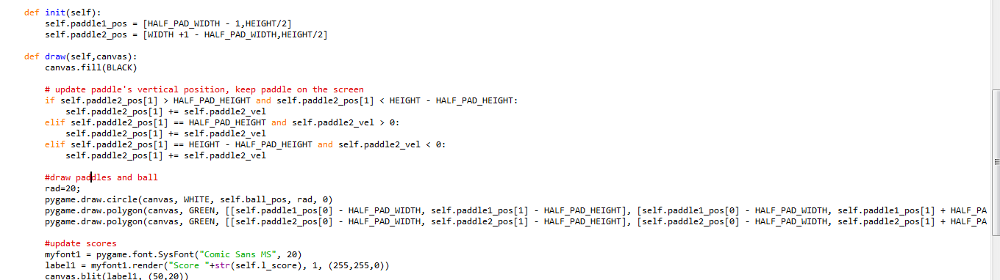 def init(self):
self.paddle1_pos = [HALF_PAD_WIDTH - 1,HEIGHT/2]
self.paddle2_pos = [WIDTH +1 - HALF_PAD_WIDTH,HEIGHT/2]
def draw(self,canvas):
canvas.fill(BLACK)
# update paddle's vertical position, keep paddle on the screen
if self.paddle2_pos[1] > HALF_PAD_HEIGHT and self.paddle2_pos[1] < HEIGHT - HALF_PAD_HEIGHT:
self.paddle2_pos[1] += self.paddle2_vel
elif self.paddle2_pos[1] == HALF_PAD_HEIGHT and self.paddle2_vel > 0:
self.paddle2_pos[1] += self.paddle2_vel
elif self.paddle2_pos[1] == HEIGHT - HALF_PAD_HEIGHT and self.paddle2_vel < 0:
self.paddle2_pos[1] += self.paddle2_vel
#draw paddles and ball
rad=20;
pygame.draw.circle(canvas, WHITE, self.ball_pos, rad, 0)
pygame.draw.polygon(canvas, GREEN, [[self.paddle1_pos[0] - HALF_PAD_WIDTH, self.paddle1_pos[1] - HALF_PAD_HEIGHT], [self.paddle1_pos[0] - HALF_PAD_WIDTH, self.paddle1_pos[1] + HALF_PA
pygame.draw.polygon(canvas, GREEN, [[self.paddle2_pos[0] - HALF_PAD_WIDTH, self.paddle2_pos[1] - HALF_PAD_HEIGHT], [self.paddle2_pos[0] - HALF_PAD_WIDTH, self.paddle2_pos[1] + HALF_PA
#update scores
myfont1 = pygame.font.SysFont("Comic Sans MS", 20)
label1 = myfont1.render("Score "+str(self.l_score), 1, (255,255,0))
canvas.blit(label1, (50,20))